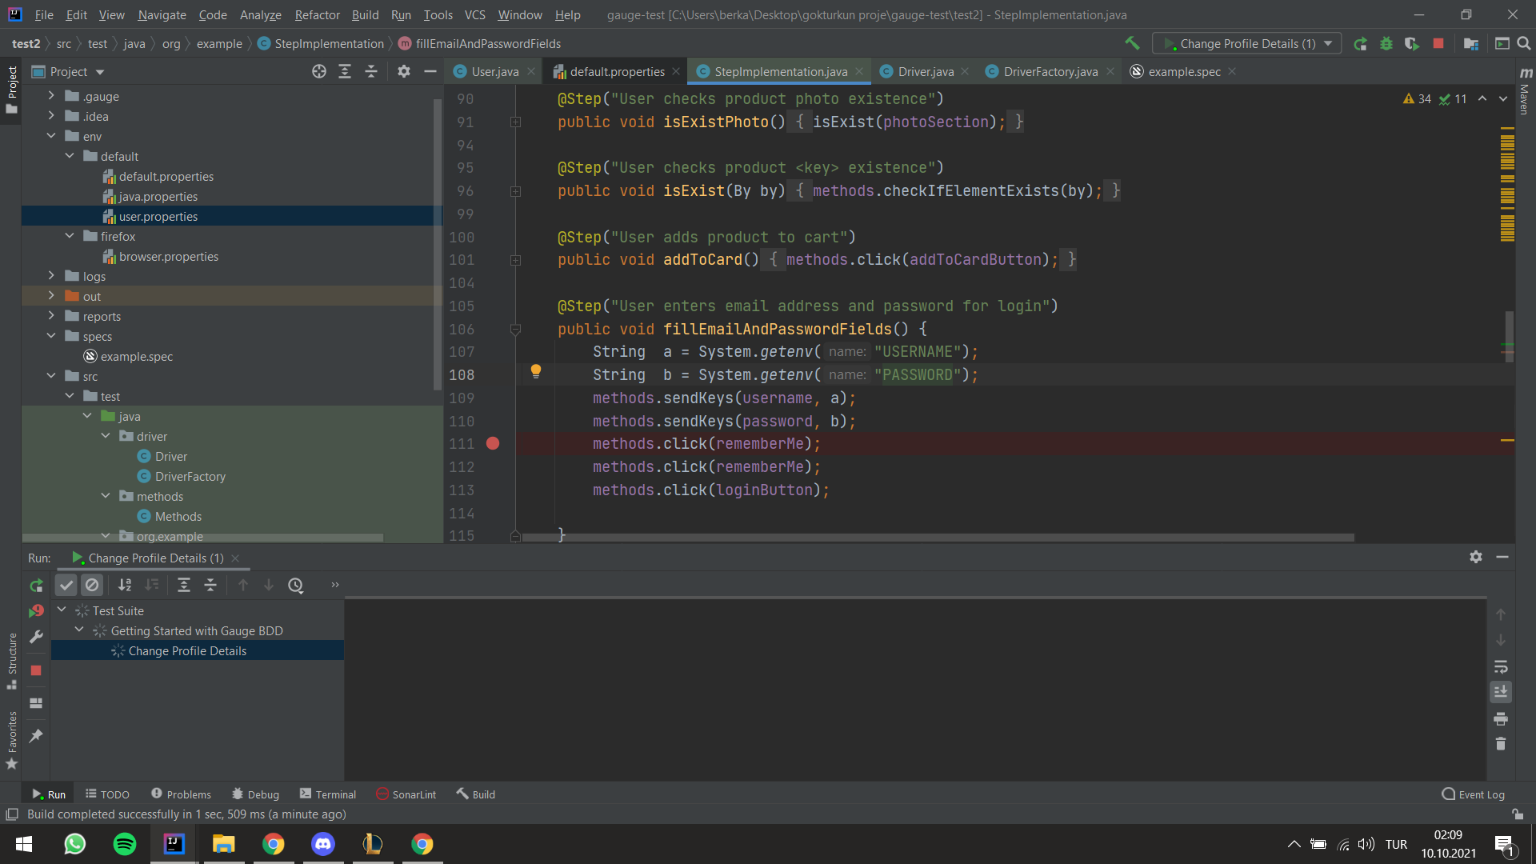 File Edit View Navigate Code Analyze Refactor Build Run Tools VCS Window Help gauge-test [C:\Users\berka\Desktop\gokturkun proje\gauge-test\test2] - StepImplementation.java
test2 src test java org example StepImplementation fillEmailAndPasswordFields Change Profile Details (1)
Project
Project
User.java default.properties StepImplementation.java Driver.java DriverFactory.java example.spec
Maven
34 11
.gauge
.idea
env
default
default.properties
java.properties
user.properties
firefox
browser.properties
logs
out
reports
specs
example.spec
src
test
java
driver
Driver
DriverFactory
methods
Methods
org.example
90 @Step("User checks product photo existence")
91 public void isExistPhoto() { isExist(photoSection); }
94
95 @Step("User checks product <key> existence")
96 public void isExist(By by) { methods.checkIfElementExists(by); }
99
100 @Step("User adds product to cart")
101 public void addToCard() { methods.click(addToCardButton); }
104
105 @Step("User enters email address and password for login")
106 public void fillEmailAndPasswordFields() {
107 String a = System.getenv( name: "USERNAME");
108 String b = System.getenv( name: "PASSWORD");
109 methods.sendKeys(username, a);
110 methods.sendKeys(password, b);
111 methods.click(rememberMe);
112 methods.click(rememberMe);
113 methods.click(loginButton);
114
115 }
Run: Change Profile Details (1)
Test Suite
Getting Started with Gauge BDD
Change Profile Details
Structure
Favorites
Run TODO Problems Debug Terminal SonarLint Build Event Log
Build completed successfully in 1 sec, 509 ms (a minute ago)
TUR
02:09
10.10.2021
1